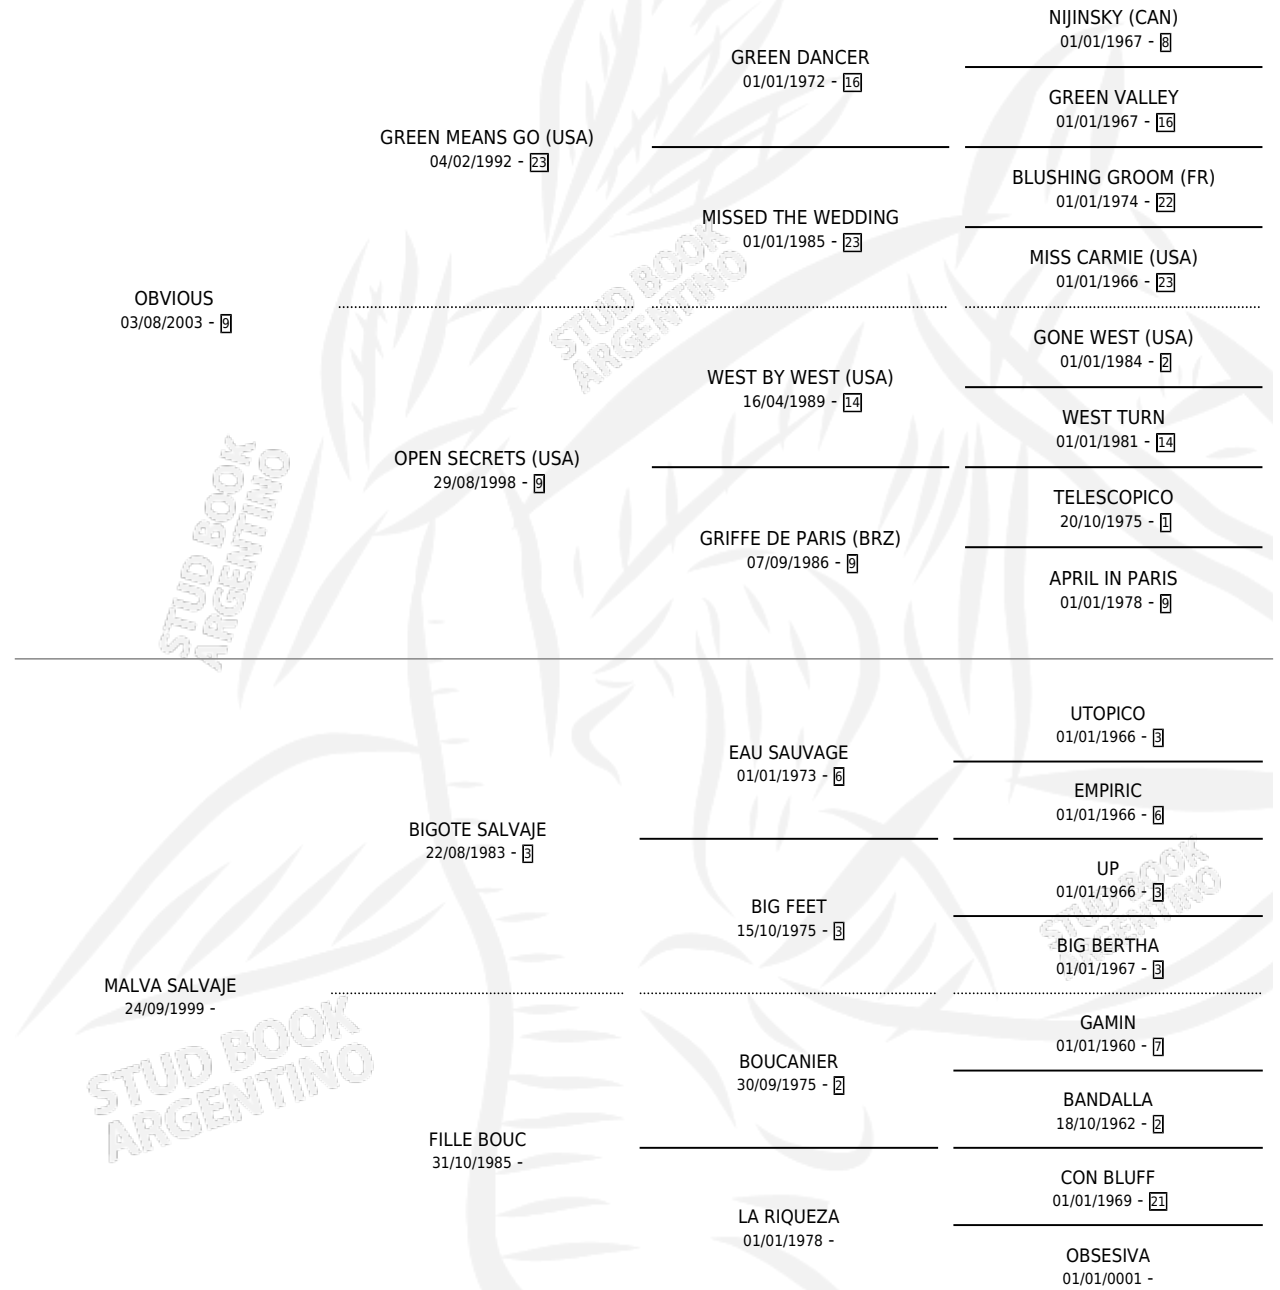 NIJINSKY (CAN)
01/01/1967 - 8
GREEN DANCER
01/01/1972 - 16
GREEN VALLEY
01/01/1967 - 16
GREEN MEANS GO (USA)
04/02/1992 - 23
BLUSHING GROOM (FR)
01/01/1974 - 22
MISSED THE WEDDING
01/01/1985 - 23
MISS CARMIE (USA)
01/01/1966 - 23
OBVIOUS
03/08/2003 - 9
GONE WEST (USA)
01/01/1984 - 2
WEST BY WEST (USA)
16/04/1989 - 14
WEST TURN
01/01/1981 - 14
OPEN SECRETS (USA)
29/08/1998 - 9
TELESCOPICO
20/10/1975 - 1
GRIFFE DE PARIS (BRZ)
07/09/1986 - 9
APRIL IN PARIS
01/01/1978 - 9
STUD BOOK
ARGENTINO
STUD BOOK
ARGENTINO
UTOPICO
01/01/1966 - 3
EAU SAUVAGE
01/01/1973 - 6
EMPIRIC
01/01/1966 - 6
BIGOTE SALVAJE
22/08/1983 - 3
UP
01/01/1966 - 3
BIG FEET
15/10/1975 - 3
BIG BERTHA
01/01/1967 - 3
STUD BOOK
ARGENTINO
MALVA SALVAJE
24/09/1999 -
GAMIN
01/01/1960 - 7
BOUCANIER
30/09/1975 - 2
BANDALLA
18/10/1962 - 2
STUD BOOK
ARGENTINO
FILLE BOUC
31/10/1985 -
CON BLUFF
01/01/1969 - 21
LA RIQUEZA
01/01/1978 -
OBSESIVA
01/01/0001 -